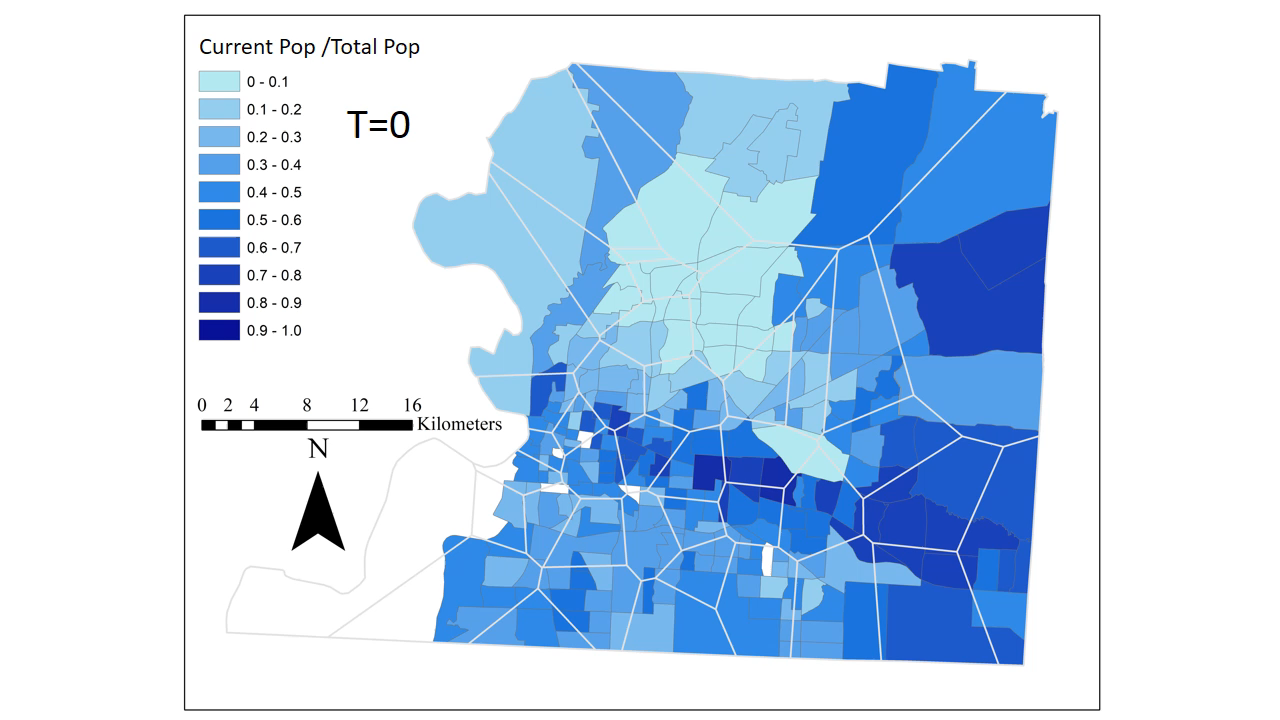 Current Pop /Total Pop
0 - 0.1
0.1 - 0.2
0.2 - 0.3
0.3 - 0.4
0.4 - 0.5
0.5 - 0.6
0.6 - 0.7
0.7 - 0.8
0.8 - 0.9
0.9 - 1.0
T=0
0 2 4 8 12 16
Kilometers
N